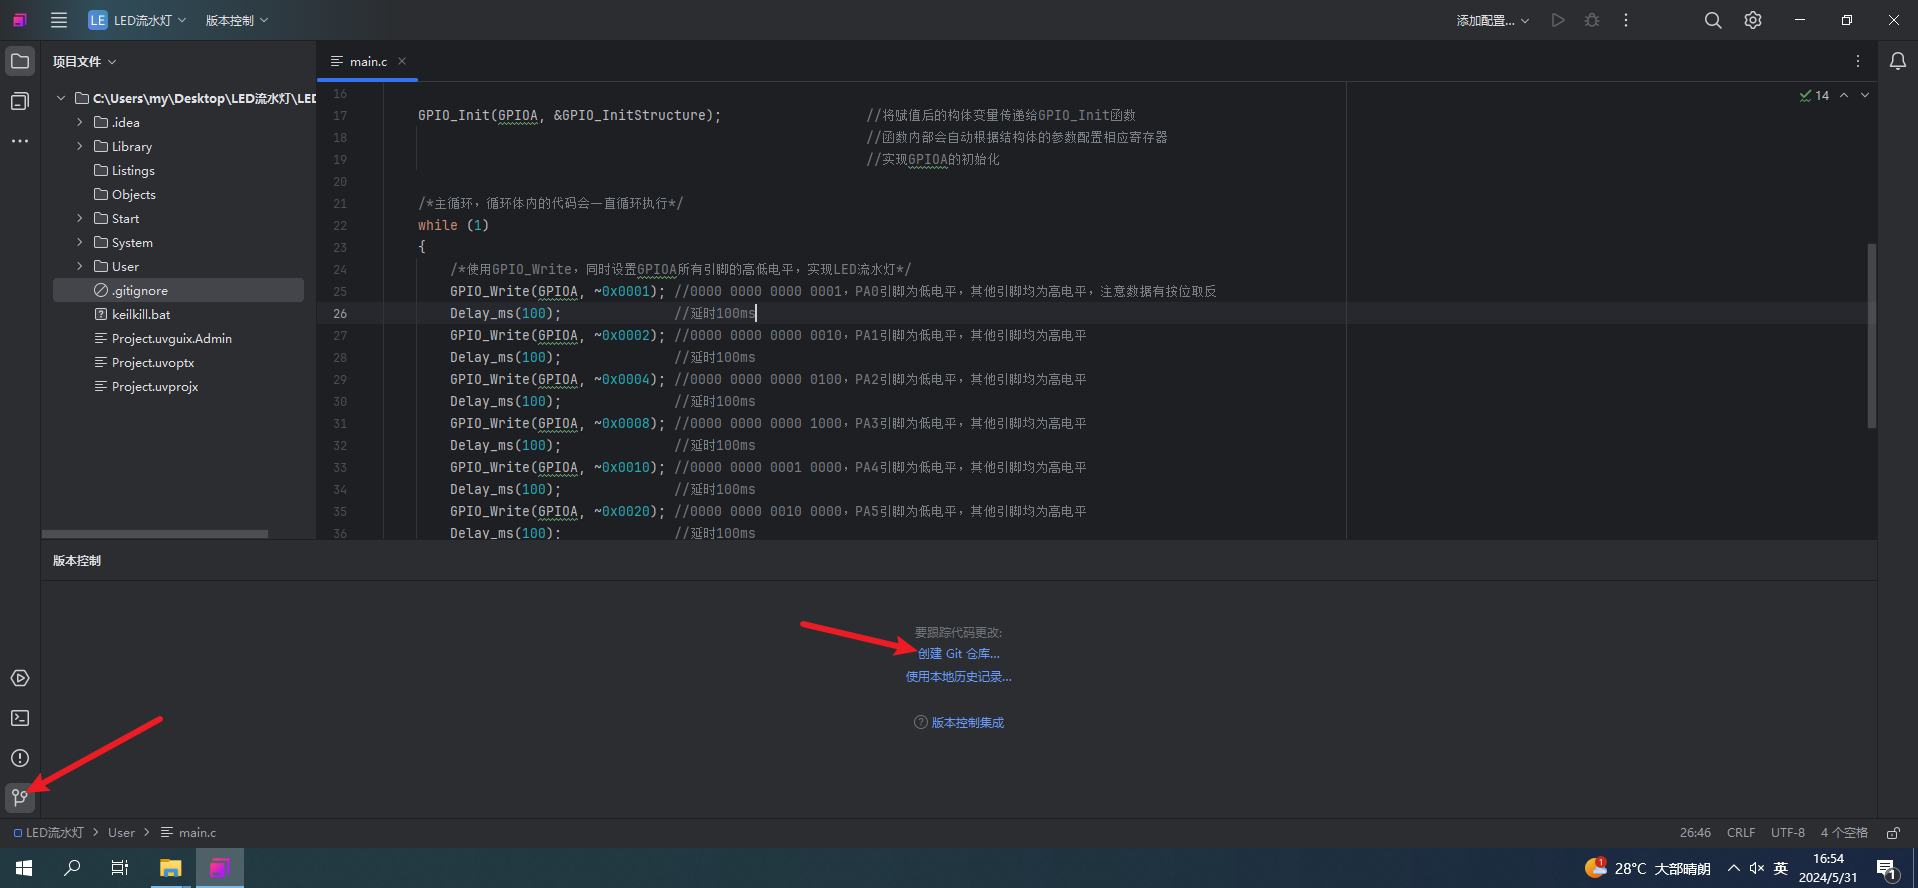 LE LED流水灯 版本控制 添加配置...
项目文件
main.c
C:\Users\my\Desktop\LED流水灯\LED
.idea
Library
Listings
Objects
Start
System
User
.gitignore
keilkill.bat
Project.uvguix.Admin
Project.uvoptx
Project.uvprojx
14
16
17 GPIO_Init(GPIOA, &GPIO_InitStructure); //将赋值后的构体变量传递给GPIO_Init函数
18 //函数内部会自动根据结构体的参数配置相应寄存器
19 //实现GPIOA的初始化
20
21 /*主循环，循环体内的代码会一直循环执行*/
22 while (1)
23 {
24 /*使用GPIO_Write，同时设置GPIOA所有引脚的高低电平，实现LED流水灯*/
25 GPIO_Write(GPIOA, ~0x0001); //0000 0000 0000 0001，PA0引脚为低电平，其他引脚均为高电平，注意数据有按位取反
26 Delay_ms(100); //延时100ms
27 GPIO_Write(GPIOA, ~0x0002); //0000 0000 0000 0010，PA1引脚为低电平，其他引脚均为高电平
28 Delay_ms(100); //延时100ms
29 GPIO_Write(GPIOA, ~0x0004); //0000 0000 0000 0100，PA2引脚为低电平，其他引脚均为高电平
30 Delay_ms(100); //延时100ms
31 GPIO_Write(GPIOA, ~0x0008); //0000 0000 0000 1000，PA3引脚为低电平，其他引脚均为高电平
32 Delay_ms(100); //延时100ms
33 GPIO_Write(GPIOA, ~0x0010); //0000 0000 0001 0000，PA4引脚为低电平，其他引脚均为高电平
34 Delay_ms(100); //延时100ms
35 GPIO_Write(GPIOA, ~0x0020); //0000 0000 0010 0000，PA5引脚为低电平，其他引脚均为高电平
36 Delay_ms(100); //延时100ms
版本控制
要跟踪代码更改:
创建 Git 仓库...
使用本地历史记录...
? 版本控制集成
LED流水灯 > User > main.c 26:46 CRLF UTF-8 4 个空格
1 28°C 大部晴朗 英 16:54
2024/5/31
1